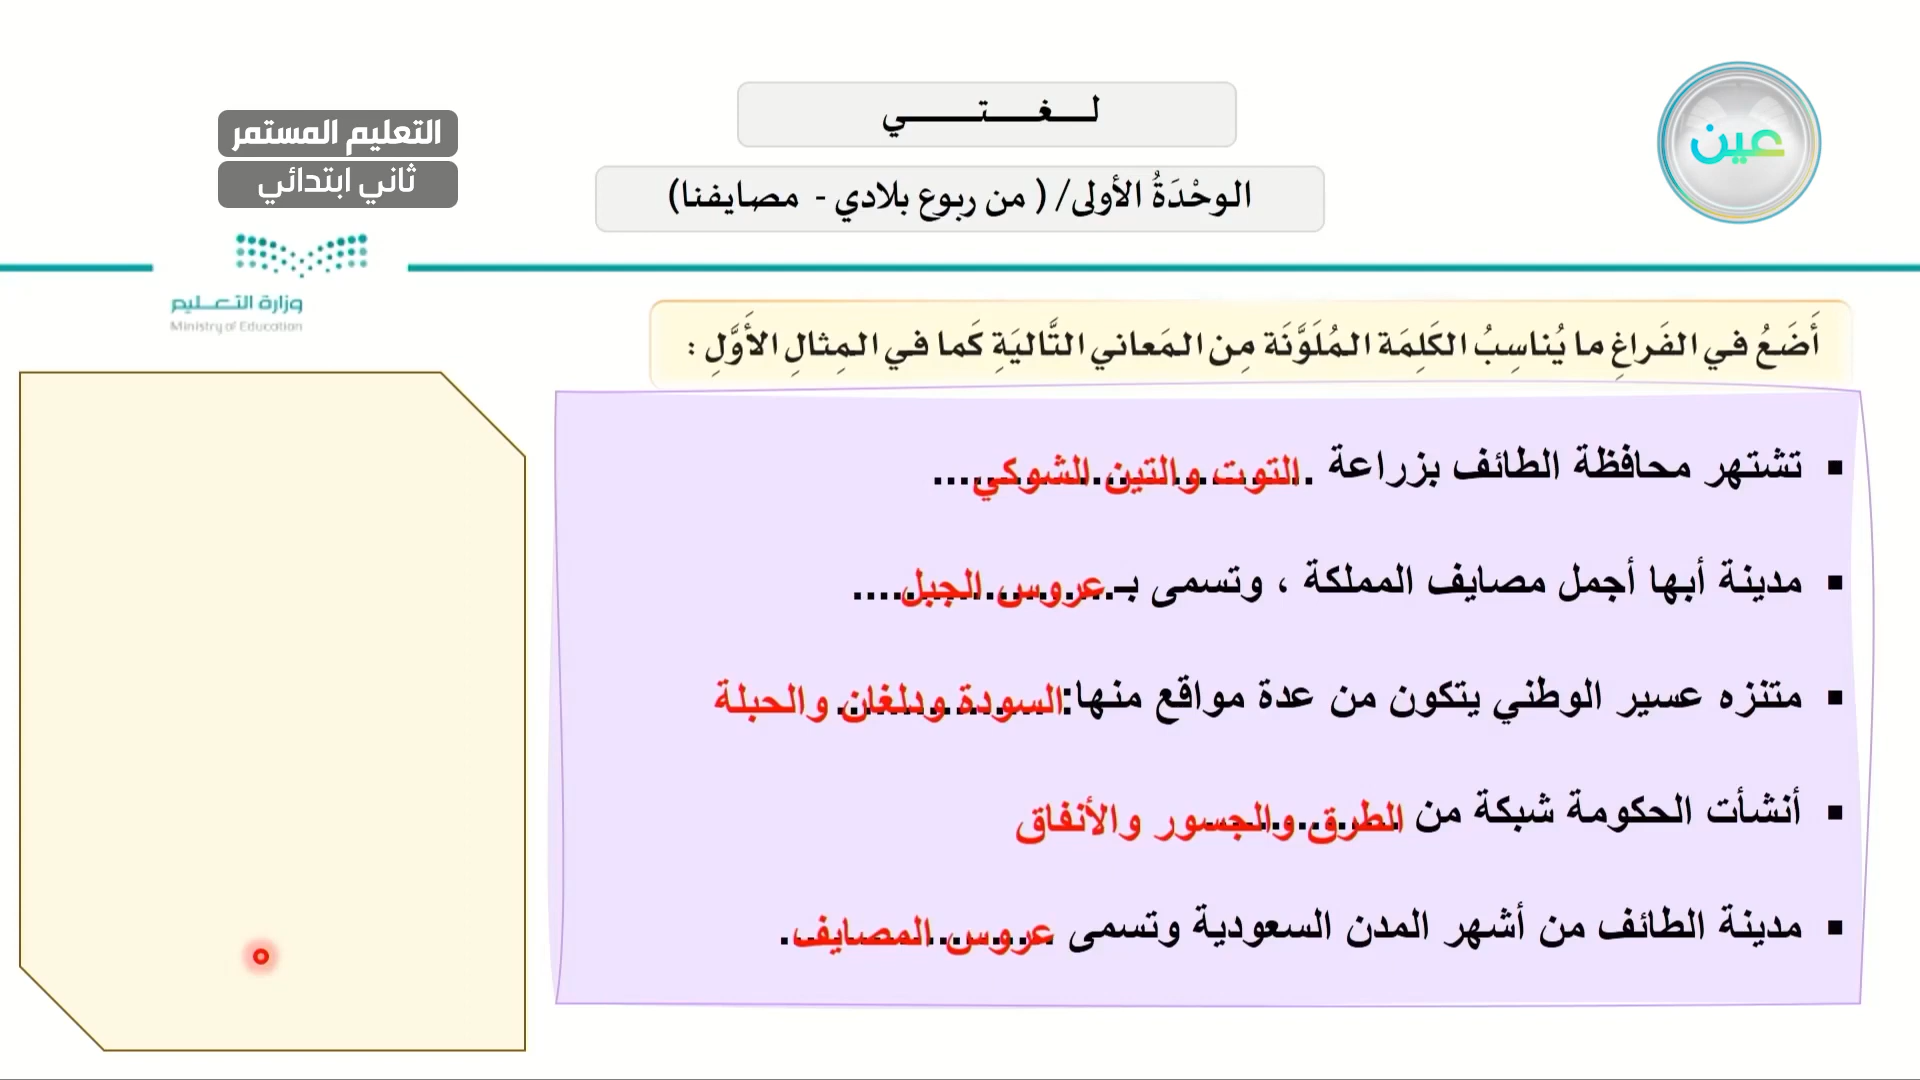 لـــغـــتـــي
عين
التعليم المستمر
ثاني ابتدائي
الوحْدَةُ الأولى/ ( من ربوع بلادي - مصايفنا)
وزارة التعـليم
Ministry of Education
أَضَعُ في الفَراغِ ما يُناسِبُ الكَلِمَة المُلَوَّنَة مِن المَعاني التَّاليَةِ كَما في المِثالِ الأَوَّلِ :
▪ تشتهر محافظة الطائف بزراعة التوت والتين الشوكي
▪ مدينة أبها أجمل مصايف المملكة ، وتسمى بـ عروس الجبل
▪ متنزه عسير الوطني يتكون من عدة مواقع منها: السودة ودلغان والحبلة
▪ أنشأت الحكومة شبكة من الطرق والجسور والأنفاق
▪ مدينة الطائف من أشهر المدن السعودية وتسمى عروس المصايف.